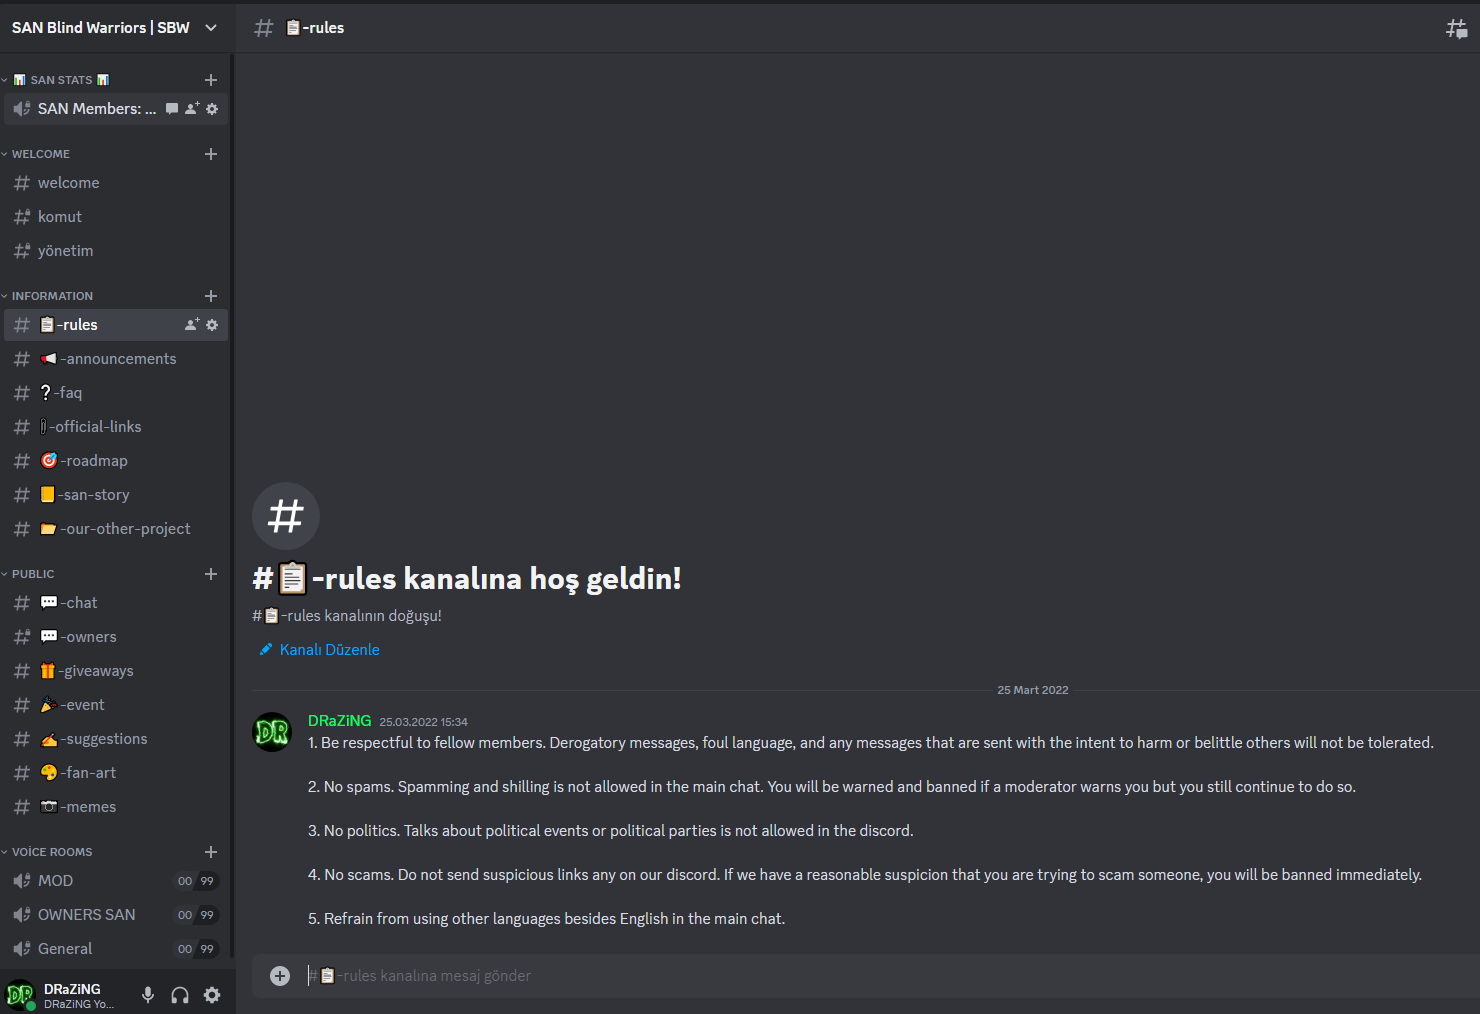 SAN Blind Warriors | SBW
📋-rules
📊 SAN STATS 📊
SAN Members: ...
WELCOME
welcome
komut
yönetim
INFORMATION
📋-rules
📢-announcements
❔-faq
-official-links
🎯-roadmap
📒-san-story
📂-our-other-project
PUBLIC
💬-chat
💬-owners
🎁-giveaways
🎉-event
✍-suggestions
🎨-fan-art
📷-memes
VOİCE ROOMS
MOD 00 99
OWNERS SAN 00 99
General 00 99
DRaZiNG
DRaZiNG Yo...
#📋-rules kanalına hoş geldin!
#📋-rules kanalının doğuşu!
Kanalı Düzenle
25 Mart 2022
DR
DRaZiNG 25.03.2022 15:34
1. Be respectful to fellow members. Derogatory messages, foul language, and any messages that are sent with the intent to harm or belittle others will not be tolerated.
2. No spams. Spamming and shilling is not allowed in the main chat. You will be warned and banned if a moderator warns you but you still continue to do so.
3. No politics. Talks about political events or political parties is not allowed in the discord.
4. No scams. Do not send suspicious links any on our discord. If we have a reasonable suspicion that you are trying to scam someone, you will be banned immediately.
5. Refrain from using other languages besides English in the main chat.
#📋-rules kanalına mesaj gönder